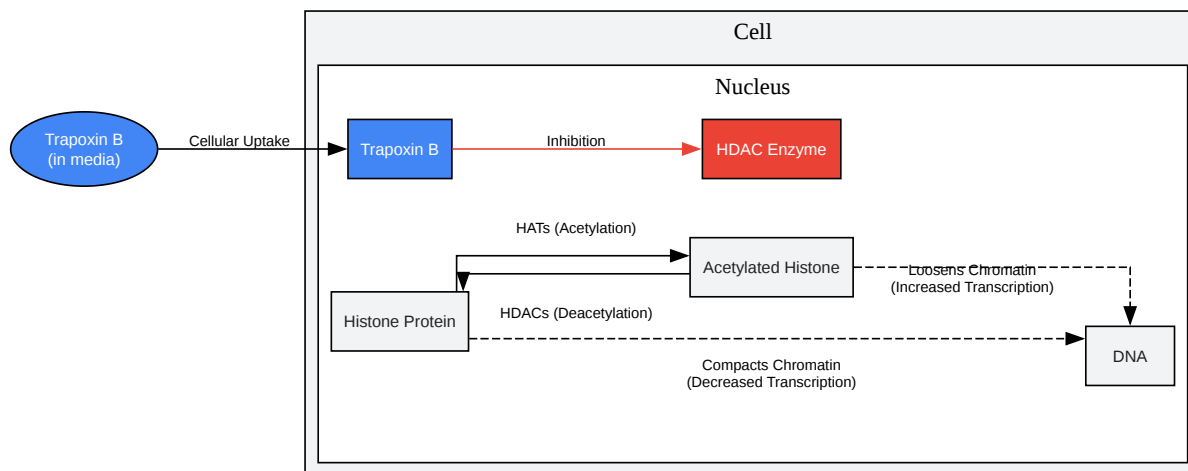 Cell
Nucleus
Trapoxin B
(in media)
Cellular Uptake
Trapoxin B
Inhibition
HDAC Enzyme
HATs (Acetylation)
Acetylated Histone
Loosens Chromatin
(Increased Transcription)
Histone Protein
HDACs (Deacetylation)
Compacts Chromatin
(Decreased Transcription)
DNA